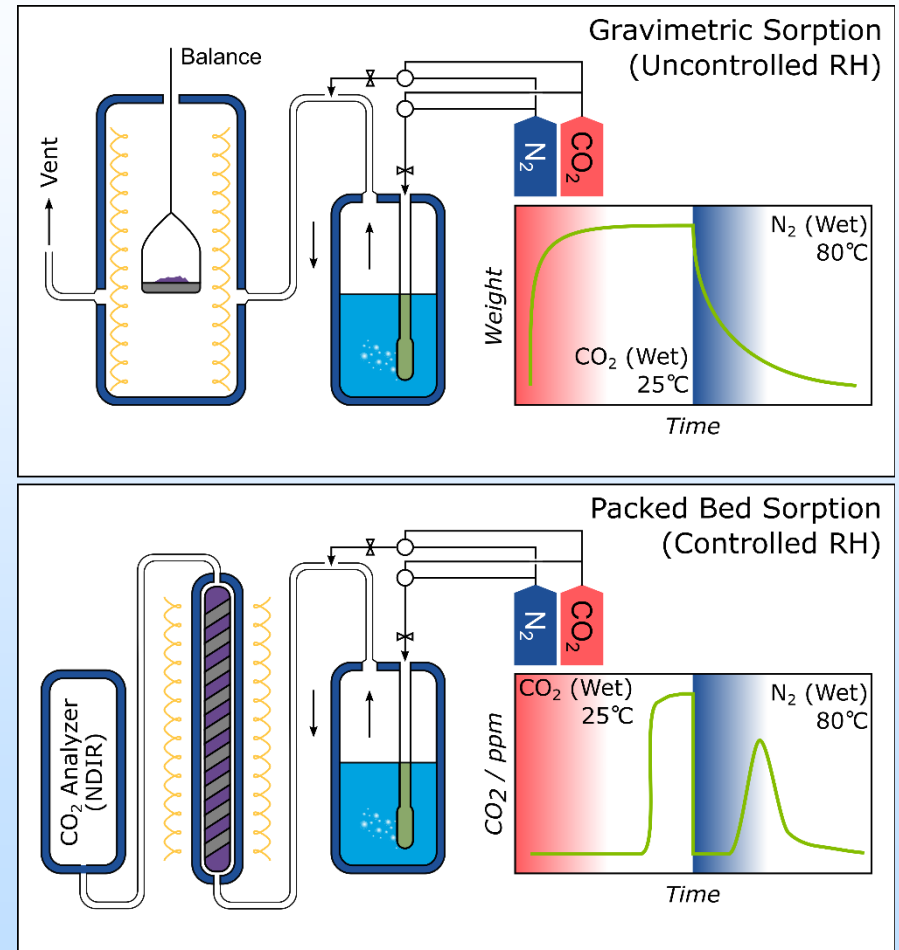 Gravimetric Sorption
(Uncontrolled RH)
Balance
Vent
N₂
CO₂
N₂ (Wet)
80℃
Weight
CO₂ (Wet)
25℃
Time
Packed Bed Sorption
(Controlled RH)
N₂
CO₂
CO₂ Analyzer
(NDIR)
CO₂ (Wet)
25℃
N₂ (Wet)
80℃
CO₂ / ppm
Time